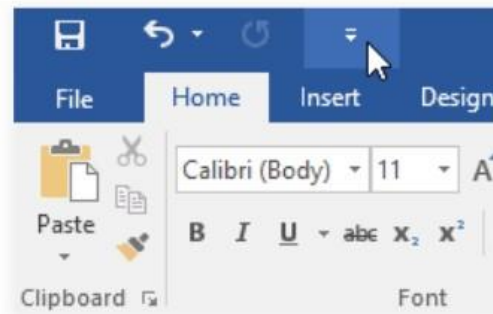 File Home Insert Design
Calibri (Body) 11 A
Paste B I U abc X₂ X²
Clipboard Font